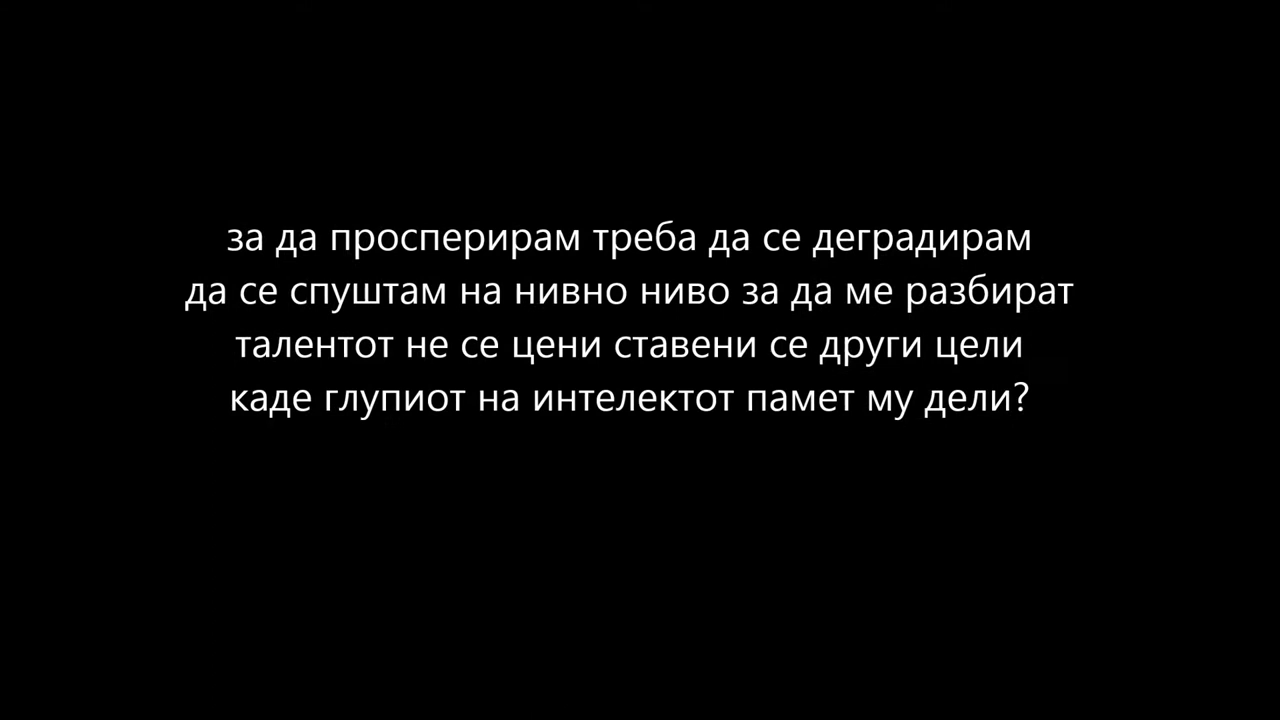 за да просперирам треба да се деградирам
да се спуштам на нивно ниво за да ме разбират
талентот не се цени ставени се други цели
каде глупиот на интелектот памет му дели?